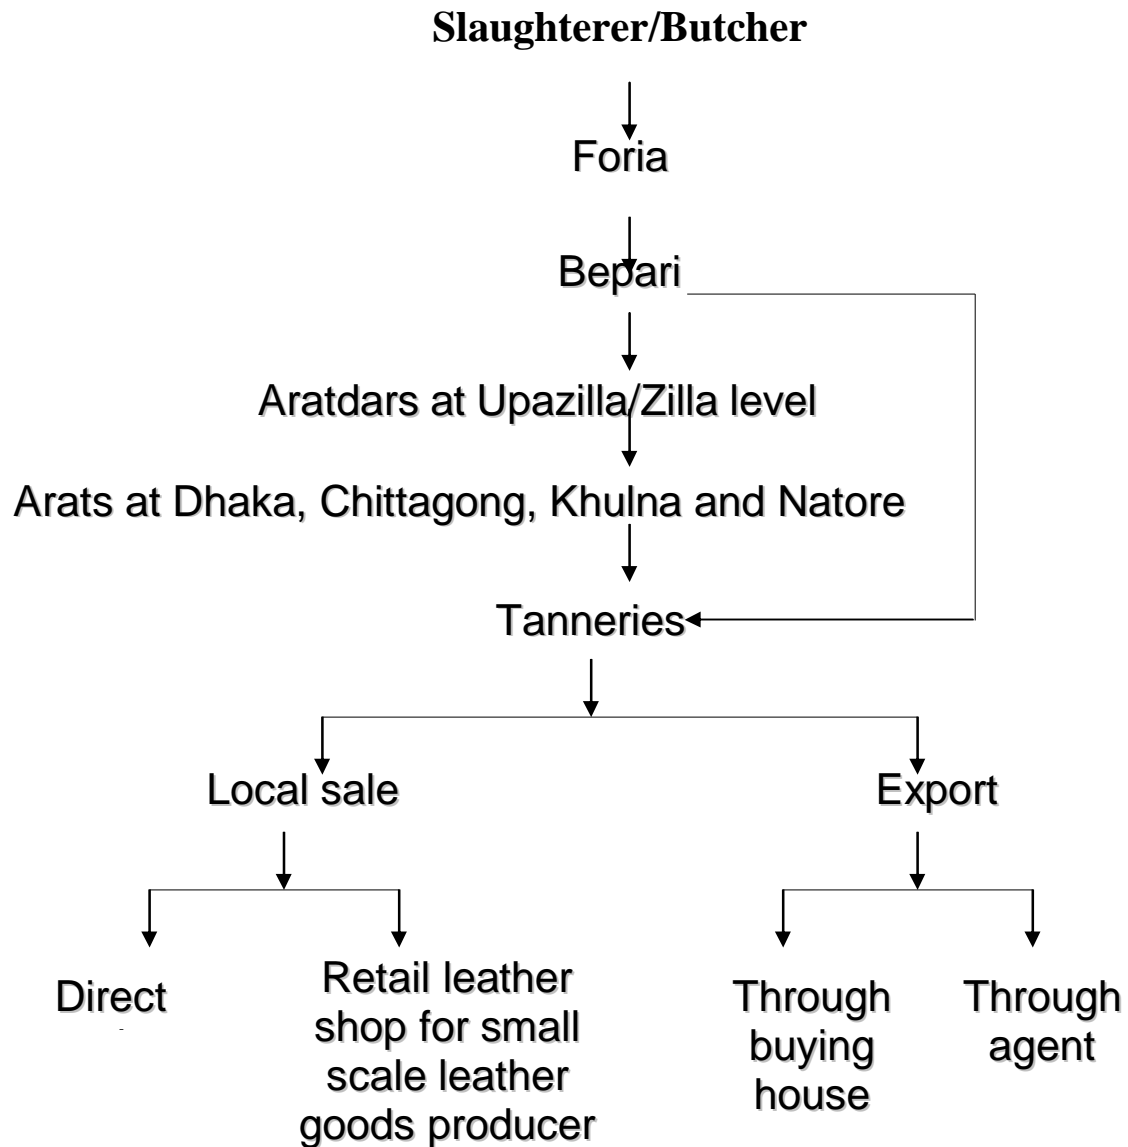 Slaughterer/Butcher
Foria
Bepari
Aratdars at Upazilla/Zilla level
Arats at Dhaka, Chittagong, Khulna and Natore
Tanneries
Local sale
Export
Direct
Retail leather
shop for small
scale leather
goods producer
Through
buying
house
Through
agent